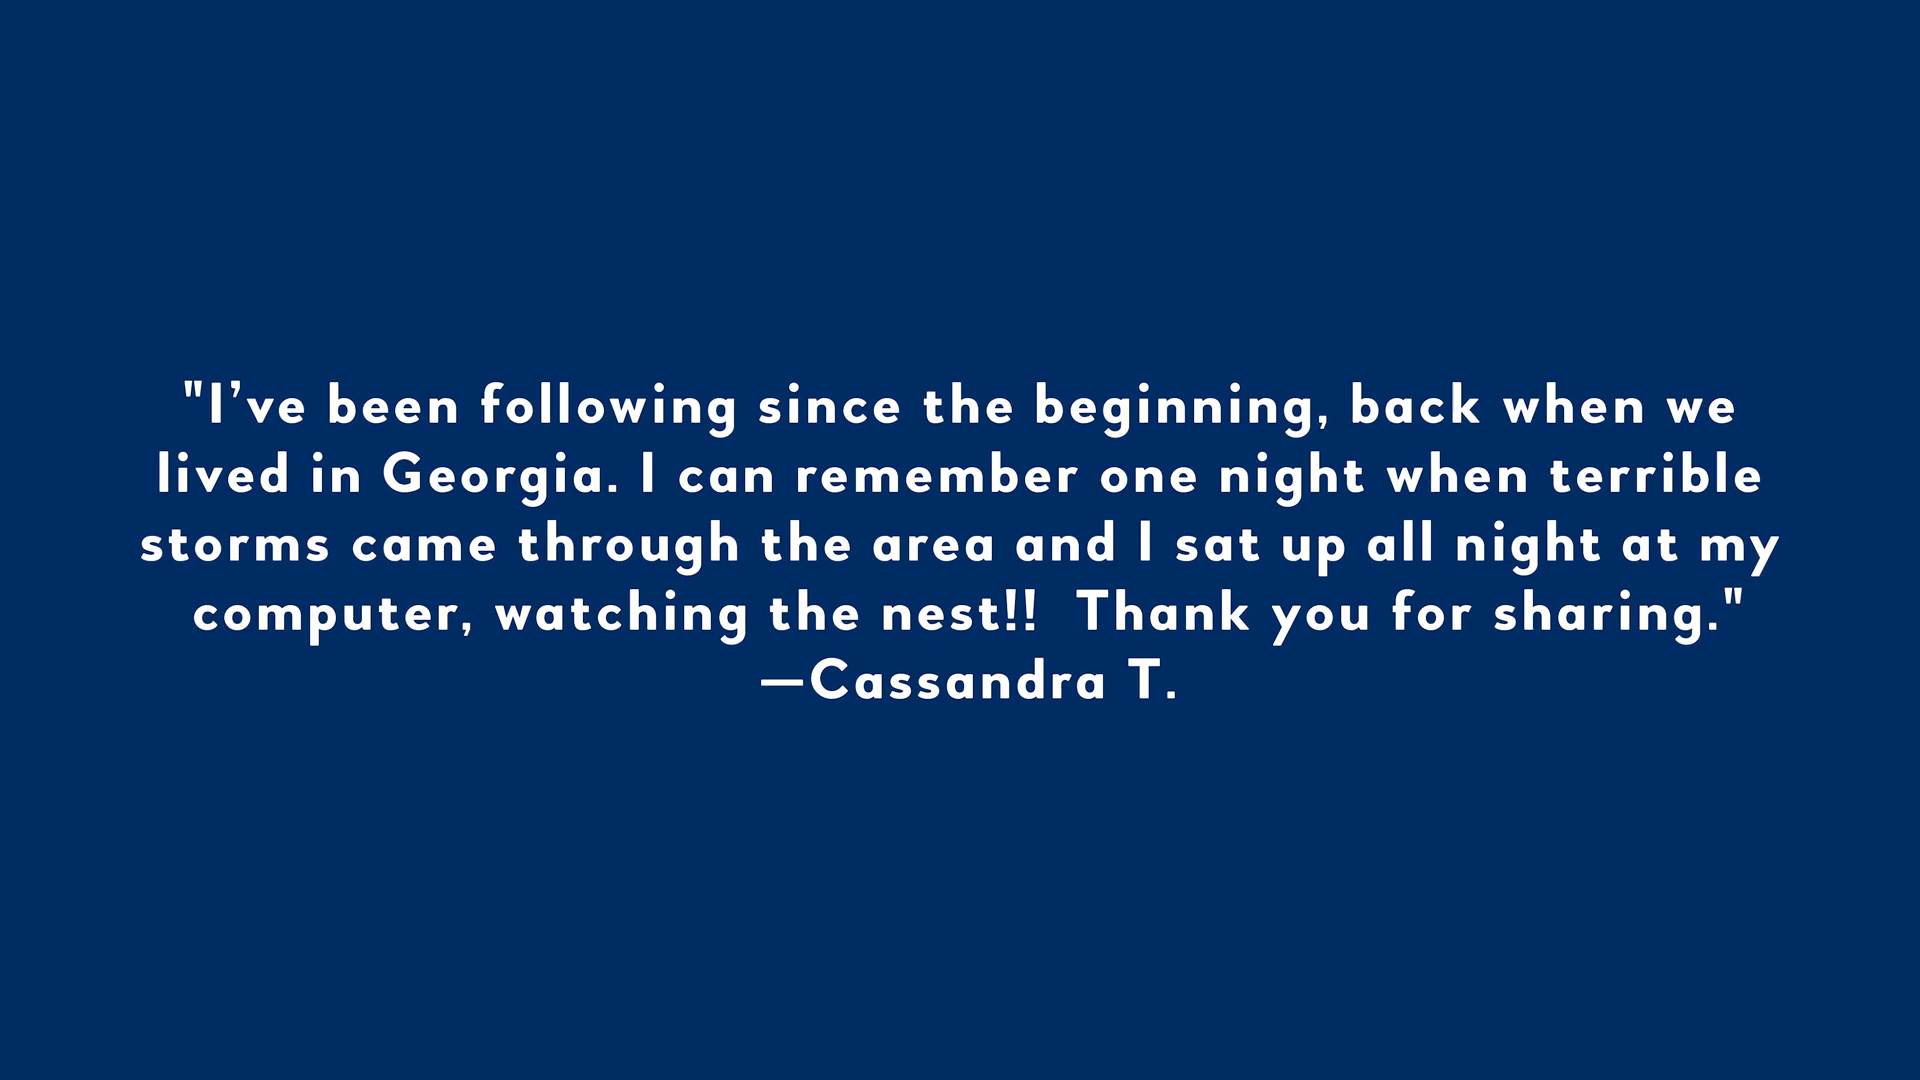 "I’ve been following since the beginning, back when we
lived in Georgia. I can remember one night when terrible
storms came through the area and I sat up all night at my
computer, watching the nest!!  Thank you for sharing."
—Cassandra T.